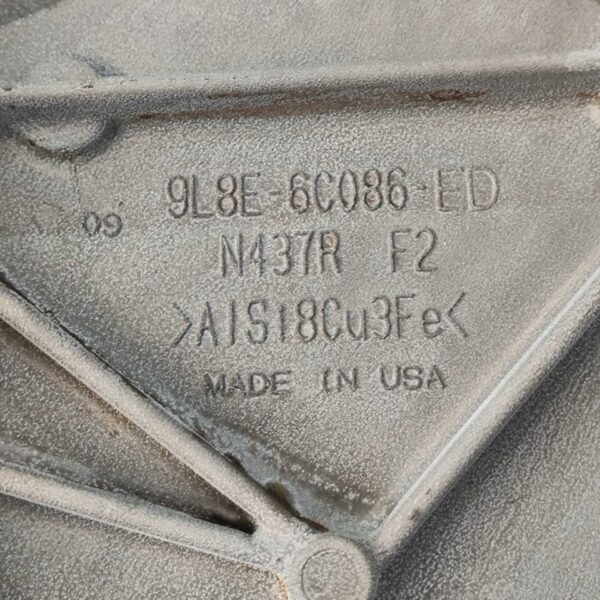 9L8E-6C086-ED
09
N437R F2
>AlSi8Cu3Fe<
MADE IN USA